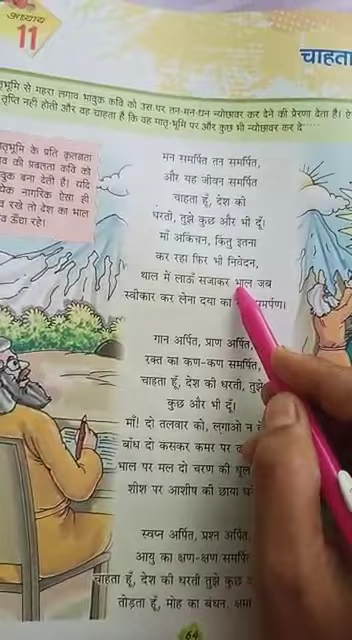 अध्याय
11
चाहता
तृभूमि से गहरा लगाव भावुक कवि को उस पर तन-मन-धन न्योछावर कर देने की प्रेरणा देता है।
तृप्ति नहीं होती और वह चाहता है कि वह मातृ-भूमि पर और कुछ भी न्योछावर कर दे
तृभूमि के प्रति कृतज्ञता
की प्रबलता कवि को
वुक बना देती है। यदि
येक नागरिक ऐसा ही
व रखे तो देश का भाल
ऊँचा रहे।
मन समर्पित तन समर्पित,
और यह जीवन समर्पित
चाहता हूँ, देश की
धरती, तुझे कुछ और भी दूँ।
माँ अकिंचन, किंतु इतना
कर रहा फिर भी निवेदन,
थाल में लाऊँ सजाकर भाल जब
स्वीकार कर लेना दया का
गान अर्पित, प्राण अर्पित,
रक्त का कण-कण समर्पित,
चाहता हूँ, देश की धरती, तुझे
कुछ और भी दूँ।
माँ! दो तलवार को, लगाओ न
बाँध दो कसकर कमर पर
भाल पर मल दो चरण की धूल
शीश पर आशीष की छाया
स्वप्न अर्पित, प्रश्न अर्पित
आयु का क्षण-क्षण समर्पि
चाहता हूँ, देश की धरती तुझे कुछ
तोड़ता हूँ, मोह का बंधन, क्षमा
64